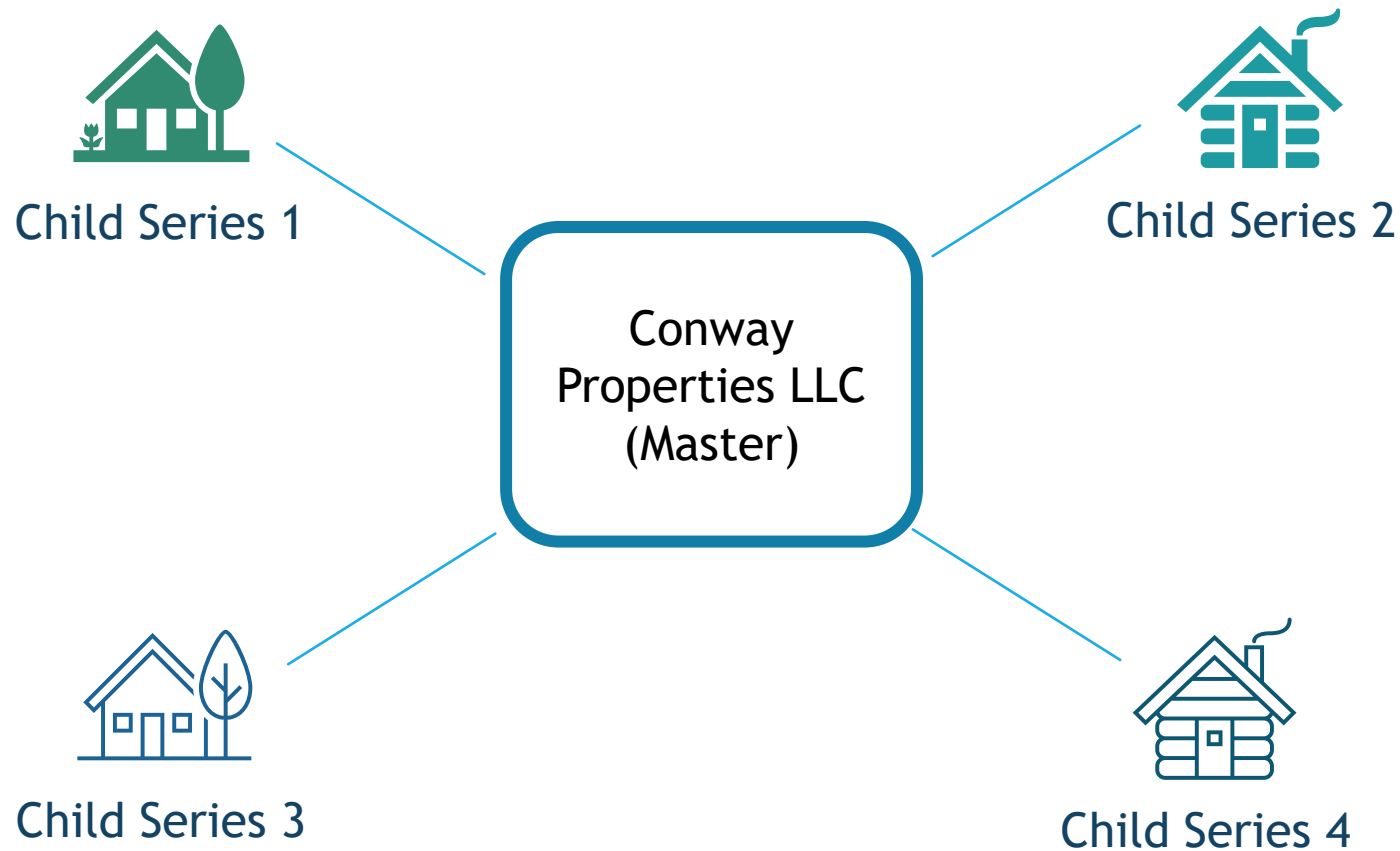 Child Series 1
Child Series 2
Conway
Properties LLC
(Master)
Child Series 3
Child Series 4